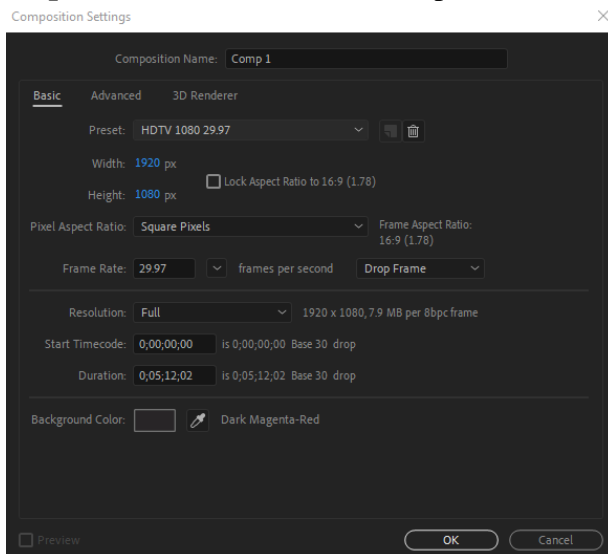 Composition Settings
Composition Name: Comp 1
Basic Advanced 3D Renderer
Preset: HDTV 1080 29.97
Width: 1920 px
Lock Aspect Ratio to 16:9 (1.78)
Height: 1080 px
Pixel Aspect Ratio: Square Pixels Frame Aspect Ratio:
16:9 (1.78)
Frame Rate: 29.97 frames per second Drop Frame
Resolution: Full 1920 x 1080, 7.9 MB per 8bpc frame
Start Timecode: 0;00;00;00 is 0;00;00;00 Base 30 drop
Duration: 0;05;12;02 is 0;05;12;02 Base 30 drop
Background Color: Dark Magenta-Red
Preview OK Cancel